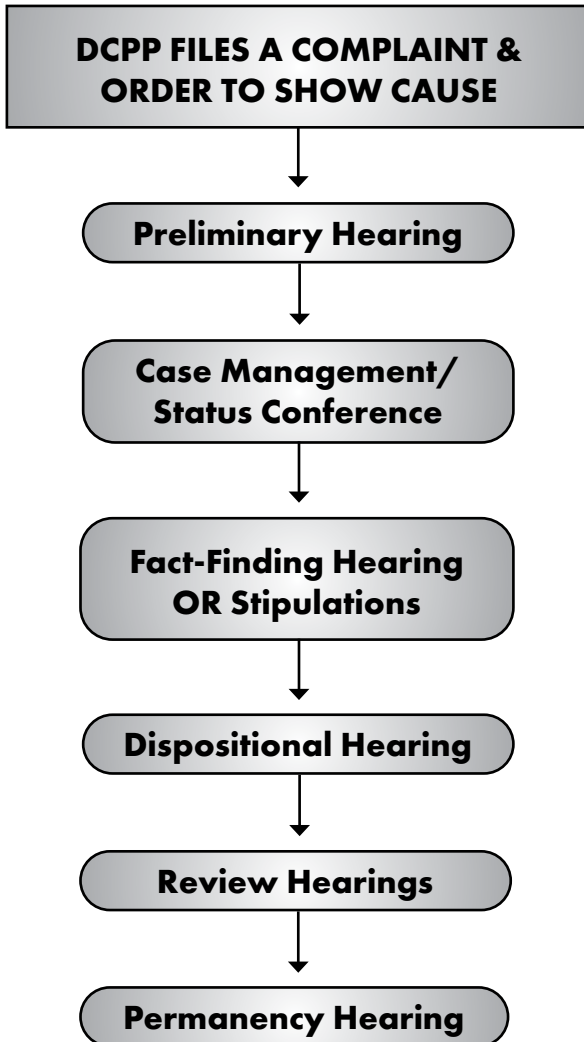 DCPP FILES A COMPLAINT &
ORDER TO SHOW CAUSE
Preliminary Hearing
Case Management/
Status Conference
Fact-Finding Hearing
OR Stipulations
Dispositional Hearing
Review Hearings
Permanency Hearing